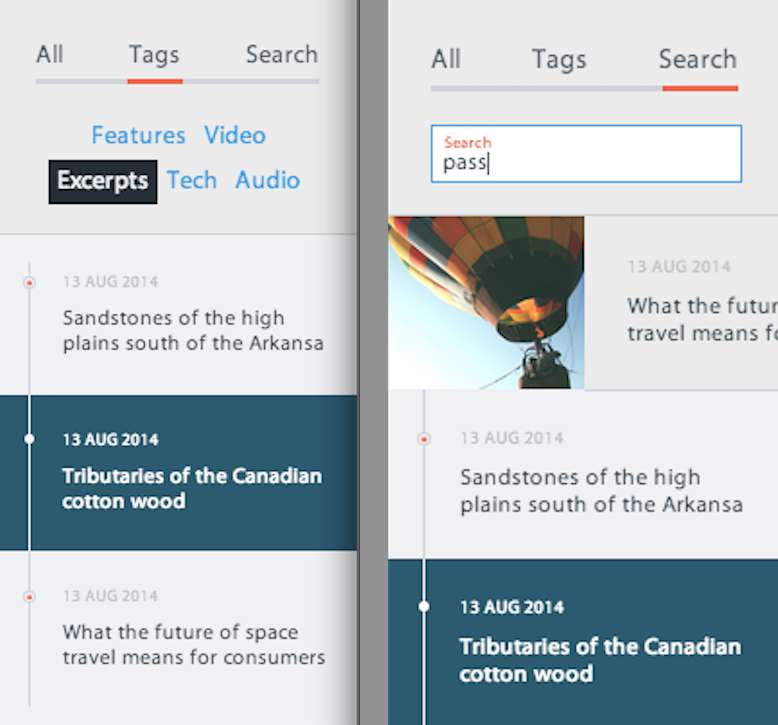 All Tags Search
Features Video
Excerpts Tech Audio
13 AUG 2014
Sandstones of the high
plains south of the Arkansa
13 AUG 2014
Tributaries of the Canadian
cotton wood
13 AUG 2014
What the future of space
travel means for consumers
All Tags Search
Search
pass
13 AUG 2014
What the futur
travel means fo
13 AUG 2014
Sandstones of the high
plains south of the Arkansa
13 AUG 2014
Tributaries of the Canadian
cotton wood